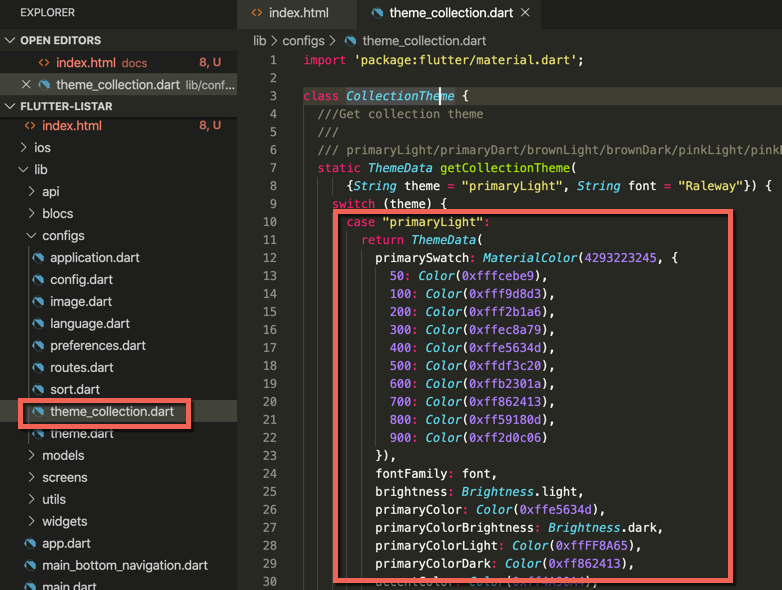 EXPLORER
OPEN EDITORS
index.html docs 8, U
theme_collection.dart lib/conf...
FLUTTER-LISTAR
index.html 8, U
ios
lib
api
blocs
configs
application.dart
config.dart
image.dart
language.dart
preferences.dart
routes.dart
sort.dart
theme_collection.dart
theme.dart
models
screens
utils
widgets
app.dart
main_bottom_navigation.dart
main.dart
index.html
theme_collection.dart
lib > configs > theme_collection.dart
1 import 'package:flutter/material.dart';
2
3 class CollectionTheme {
4 ///Get collection theme
5 ///
6 /// primaryLight/primaryDart/brownLight/brownDark/pinkLight/pink
7 static ThemeData getCollectionTheme(
8 {String theme = "primaryLight", String font = "Raleway"}) {
9 switch (theme) {
10 case "primaryLight":
11 return ThemeData(
12 primarySwatch: MaterialColor(4293223245, {
13 50: Color(0xfffcebe9),
14 100: Color(0xfff9d8d3),
15 200: Color(0xfff2b1a6),
16 300: Color(0xffec8a79),
17 400: Color(0xffe5634d),
18 500: Color(0xffdf3c20),
19 600: Color(0xffb2301a),
20 700: Color(0xff862413),
21 800: Color(0xff59180d),
22 900: Color(0xff2d0c06)
23 }),
24 fontFamily: font,
25 brightness: Brightness.light,
26 primaryColor: Color(0xffe5634d),
27 primaryColorBrightness: Brightness.dark,
28 primaryColorLight: Color(0xffFF8A65),
29 primaryColorDark: Color(0xff862413),
30